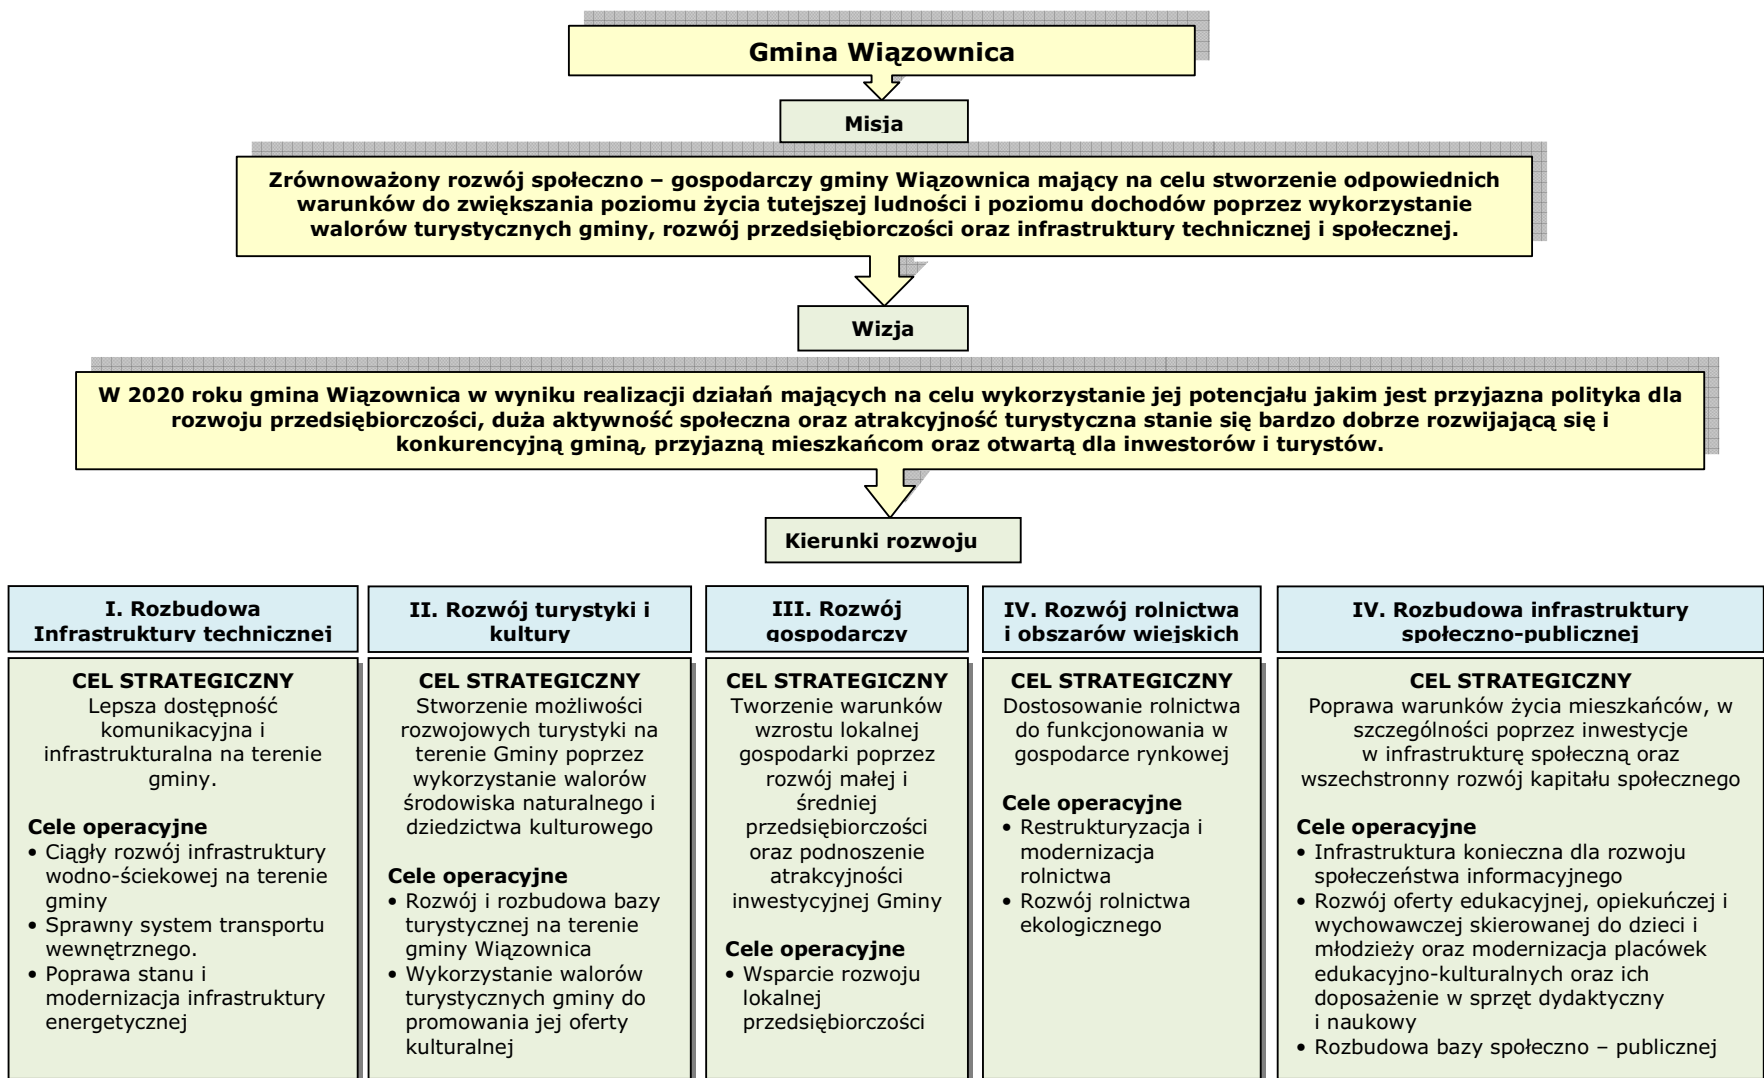 Gmina Wiązownica
Misja
Zrównoważony rozwój społeczno – gospodarczy gminy Wiązownica mający na celu stworzenie odpowiednich
warunków do zwiększania poziomu życia tutejszej ludności i poziomu dochodów poprzez wykorzystanie
walorów turystycznych gminy, rozwój przedsiębiorczości oraz infrastruktury technicznej i społecznej.
Wizja
W 2020 roku gmina Wiązownica w wyniku realizacji działań mających na celu wykorzystanie jej potencjału jakim jest przyjazna polityka dla
rozwoju przedsiębiorczości, duża aktywność społeczna oraz atrakcyjność turystyczna stanie się bardzo dobrze rozwijającą się i
konkurencyjną gminą, przyjazną mieszkańcom oraz otwartą dla inwestorów i turystów.
Kierunki rozwoju
I. Rozbudowa
Infrastruktury technicznej
CEL STRATEGICZNY
Lepsza dostępność
komunikacyjna i
infrastrukturalna na terenie
gminy.
Cele operacyjne
• Ciągły rozwój infrastruktury
wodno-ściekowej na terenie
gminy
• Sprawny system transportu
wewnętrznego.
• Poprawa stanu i
modernizacja infrastruktury
energetycznej
II. Rozwój turystyki i
kultury
CEL STRATEGICZNY
Stworzenie możliwości
rozwojowych turystyki na
terenie Gminy poprzez
wykorzystanie walorów
środowiska naturalnego i
dziedzictwa kulturowego
Cele operacyjne
• Rozwój i rozbudowa bazy
turystycznej na terenie
gminy Wiązownica
• Wykorzystanie walorów
turystycznych gminy do
promowania jej oferty
kulturalnej
III. Rozwój
gospodarczy
CEL STRATEGICZNY
Tworzenie warunków
wzrostu lokalnej
gospodarki poprzez
rozwój małej i
średniej
przedsiębiorczości
oraz podnoszenie
atrakcyjności
inwestycyjnej Gminy
Cele operacyjne
• Wsparcie rozwoju
lokalnej
przedsiębiorczości
IV. Rozwój rolnictwa
i obszarów wiejskich
CEL STRATEGICZNY
Dostosowanie rolnictwa
do funkcjonowania w
gospodarce rynkowej
Cele operacyjne
• Restrukturyzacja i
modernizacja
rolnictwa
• Rozwój rolnictwa
ekologicznego
IV. Rozbudowa infrastruktury
społeczno-publicznej
CEL STRATEGICZNY
Poprawa warunków życia mieszkańców, w
szczególności poprzez inwestycje
w infrastrukturę społeczną oraz
wszechstronny rozwój kapitału społecznego
Cele operacyjne
• Infrastruktura konieczna dla rozwoju
społeczeństwa informacyjnego
• Rozwój oferty edukacyjnej, opiekuńczej i
wychowawczej skierowanej do dzieci i
młodzieży oraz modernizacja placówek
edukacyjno-kulturalnych oraz ich
doposażenie w sprzęt dydaktyczny
i naukowy
• Rozbudowa bazy społeczno – publicznej